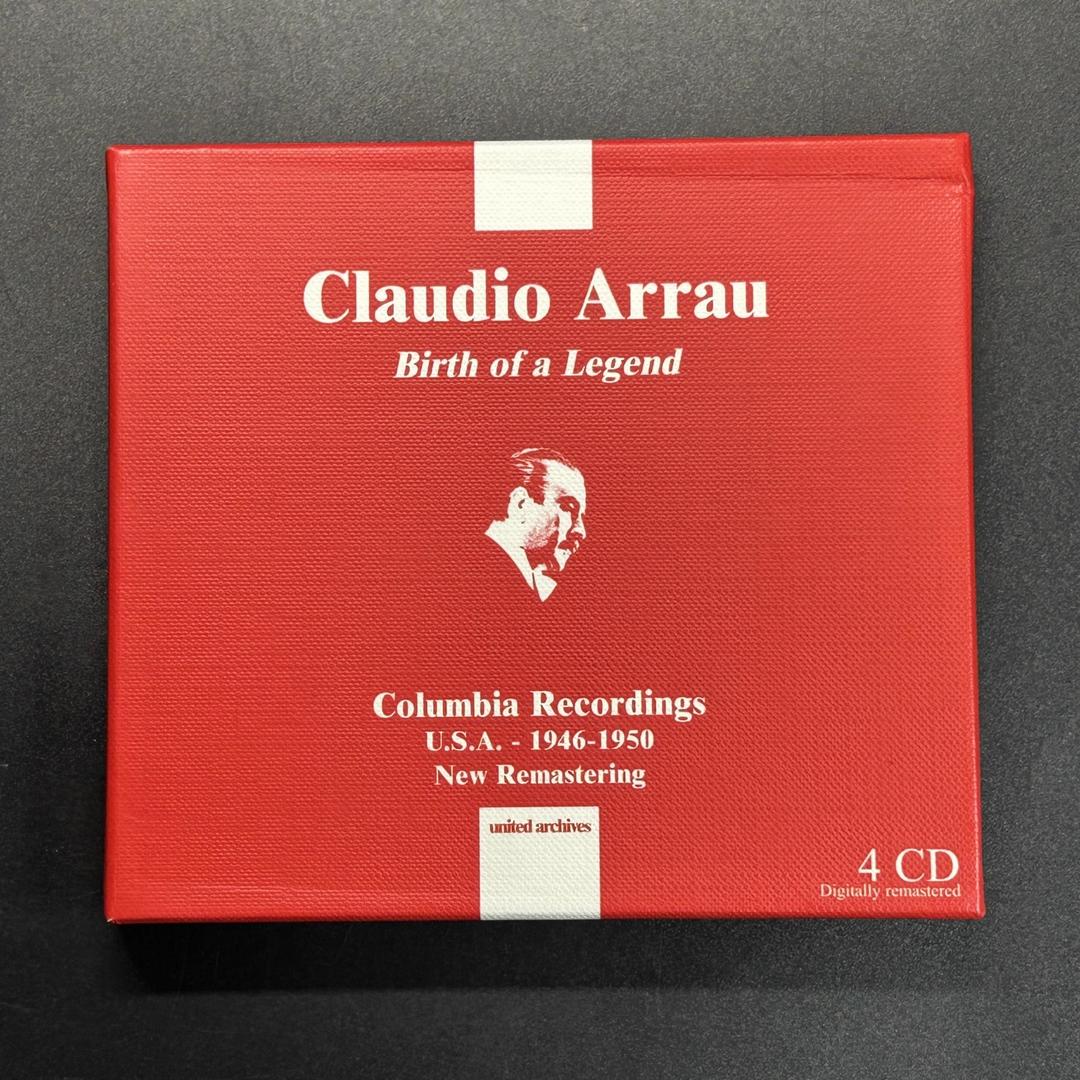 Claudio Arrau
Birth of a Legend
Columbia Recordings
U.S.A. - 1946-1950
New Remastering
united archives
4 CD
Digitally remastered